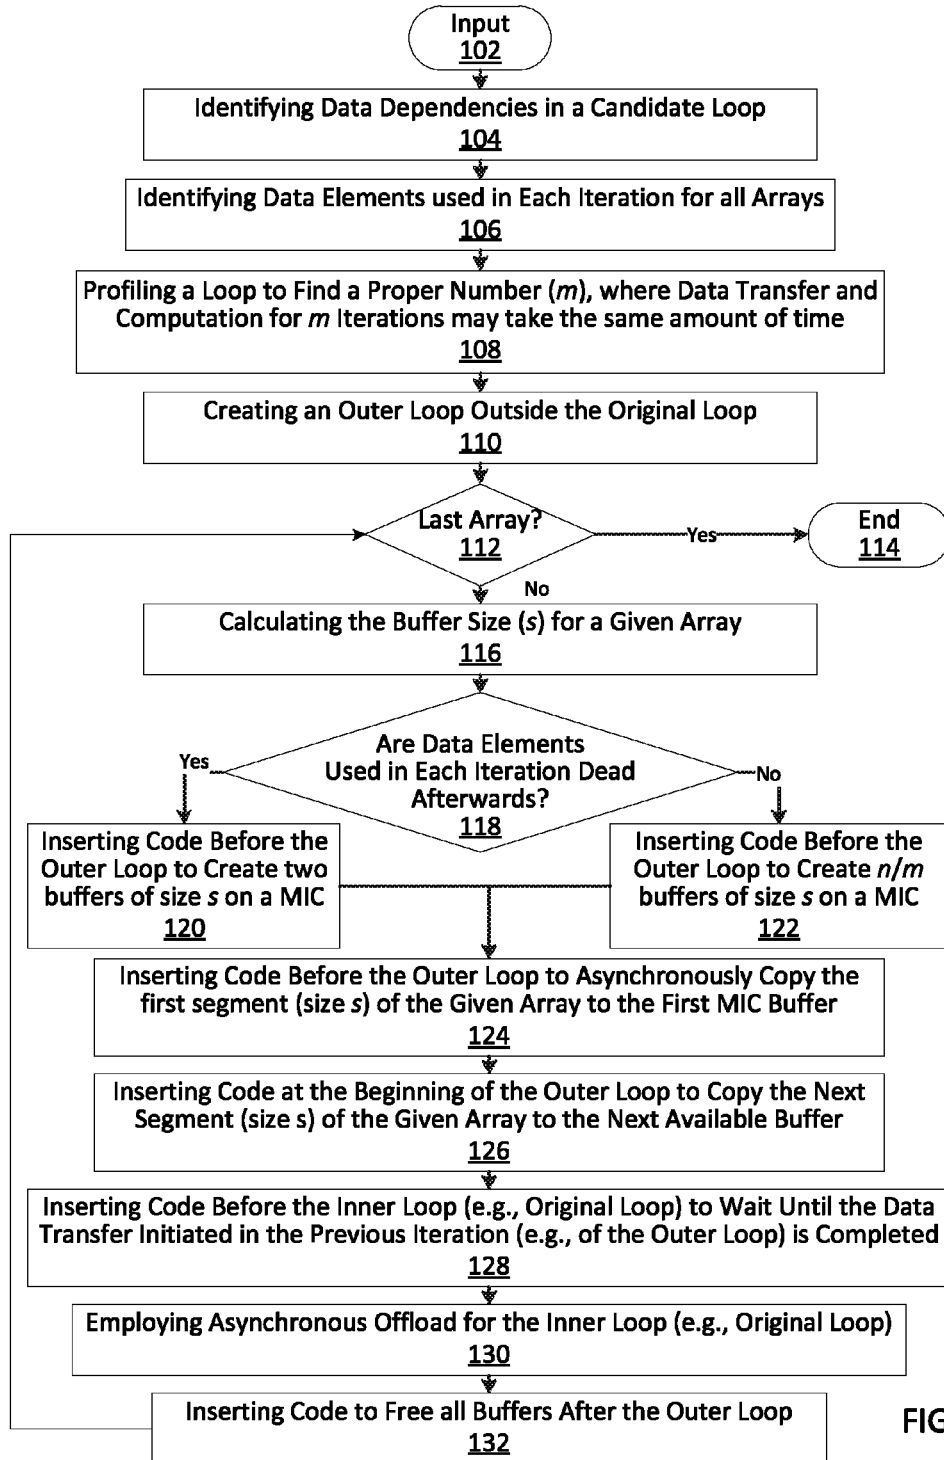 Input
102
Identifying Data Dependencies in a Candidate Loop
104
Identifying Data Elements used in Each Iteration for all Arrays
106
Profiling a Loop to Find a Proper Number (m), where Data Transfer and
Computation for m Iterations may take the same amount of time
108
Creating an Outer Loop Outside the Original Loop
110
Last Array?
112
Yes
End
114
No
Calculating the Buffer Size (s) for a Given Array
116
Are Data Elements
Used in Each Iteration Dead
Afterwards?
118
Yes
No
Inserting Code Before the
Outer Loop to Create two
buffers of size s on a MIC
120
Inserting Code Before the
Outer Loop to Create n/m
buffers of size s on a MIC
122
Inserting Code Before the Outer Loop to Asynchronously Copy the
first segment (size s) of the Given Array to the First MIC Buffer
124
Inserting Code at the Beginning of the Outer Loop to Copy the Next
Segment (size s) of the Given Array to the Next Available Buffer
126
Inserting Code Before the Inner Loop (e.g., Original Loop) to Wait Until the Data
Transfer Initiated in the Previous Iteration (e.g., of the Outer Loop) is Completed
128
Employing Asynchronous Offload for the Inner Loop (e.g., Original Loop)
130
Inserting Code to Free all Buffers After the Outer Loop
132
FIG